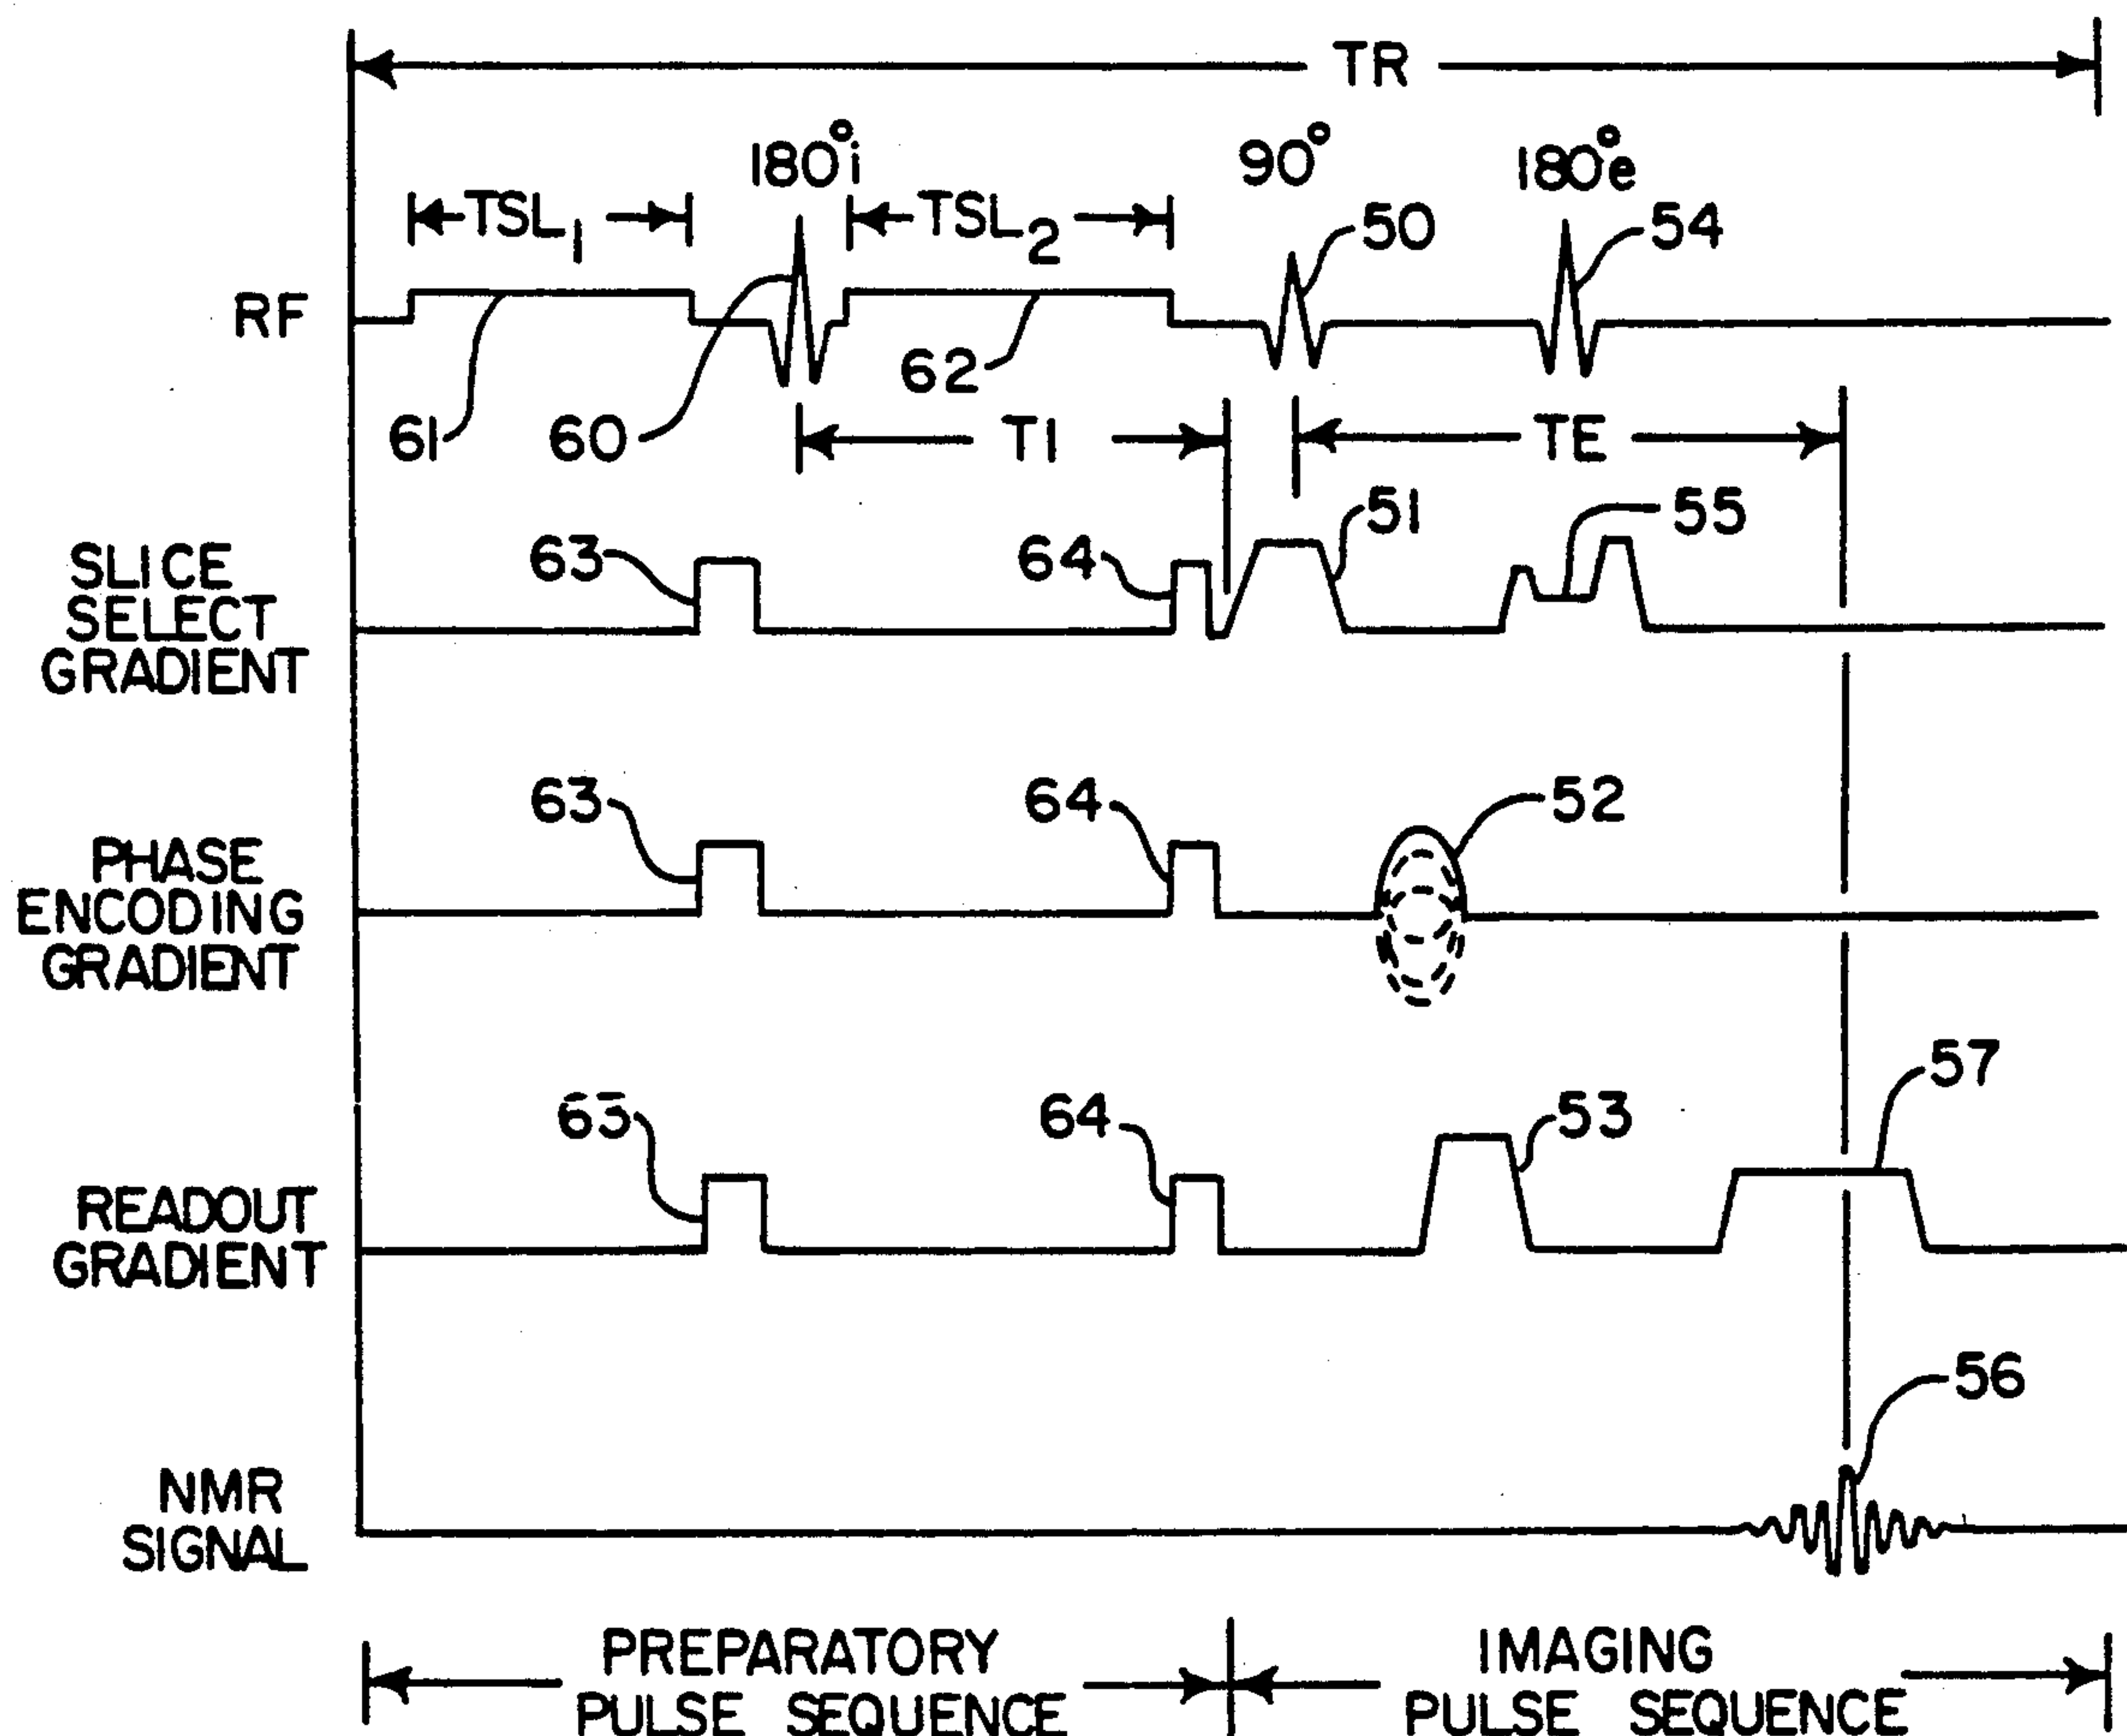 TR
180°i
90°
180°e
TSL1
TSL2
50
54
RF
62
61
60
TI
TE
51
55
63
64
SLICE
SELECT
GRADIENT
63
64
52
PHASE
ENCODING
GRADIENT
57
63
64
53
READOUT
GRADIENT
56
NMR
SIGNAL
PREPARATORY
PULSE SEQUENCE
IMAGING
PULSE SEQUENCE